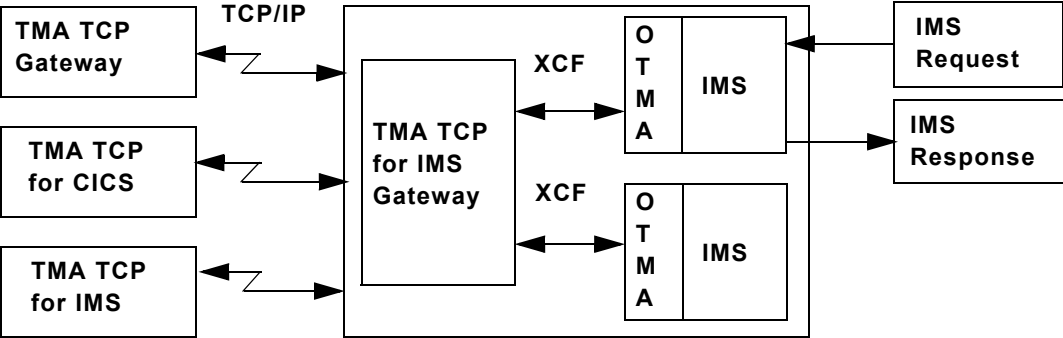 TCP/IP
TMA TCP
Gateway
TMA TCP
for CICS
TMA TCP
for IMS
TMA TCP
for IMS
Gateway
XCF
XCF
O
T
M
A
IMS
O
T
M
A
IMS
IMS
Request
IMS
Response